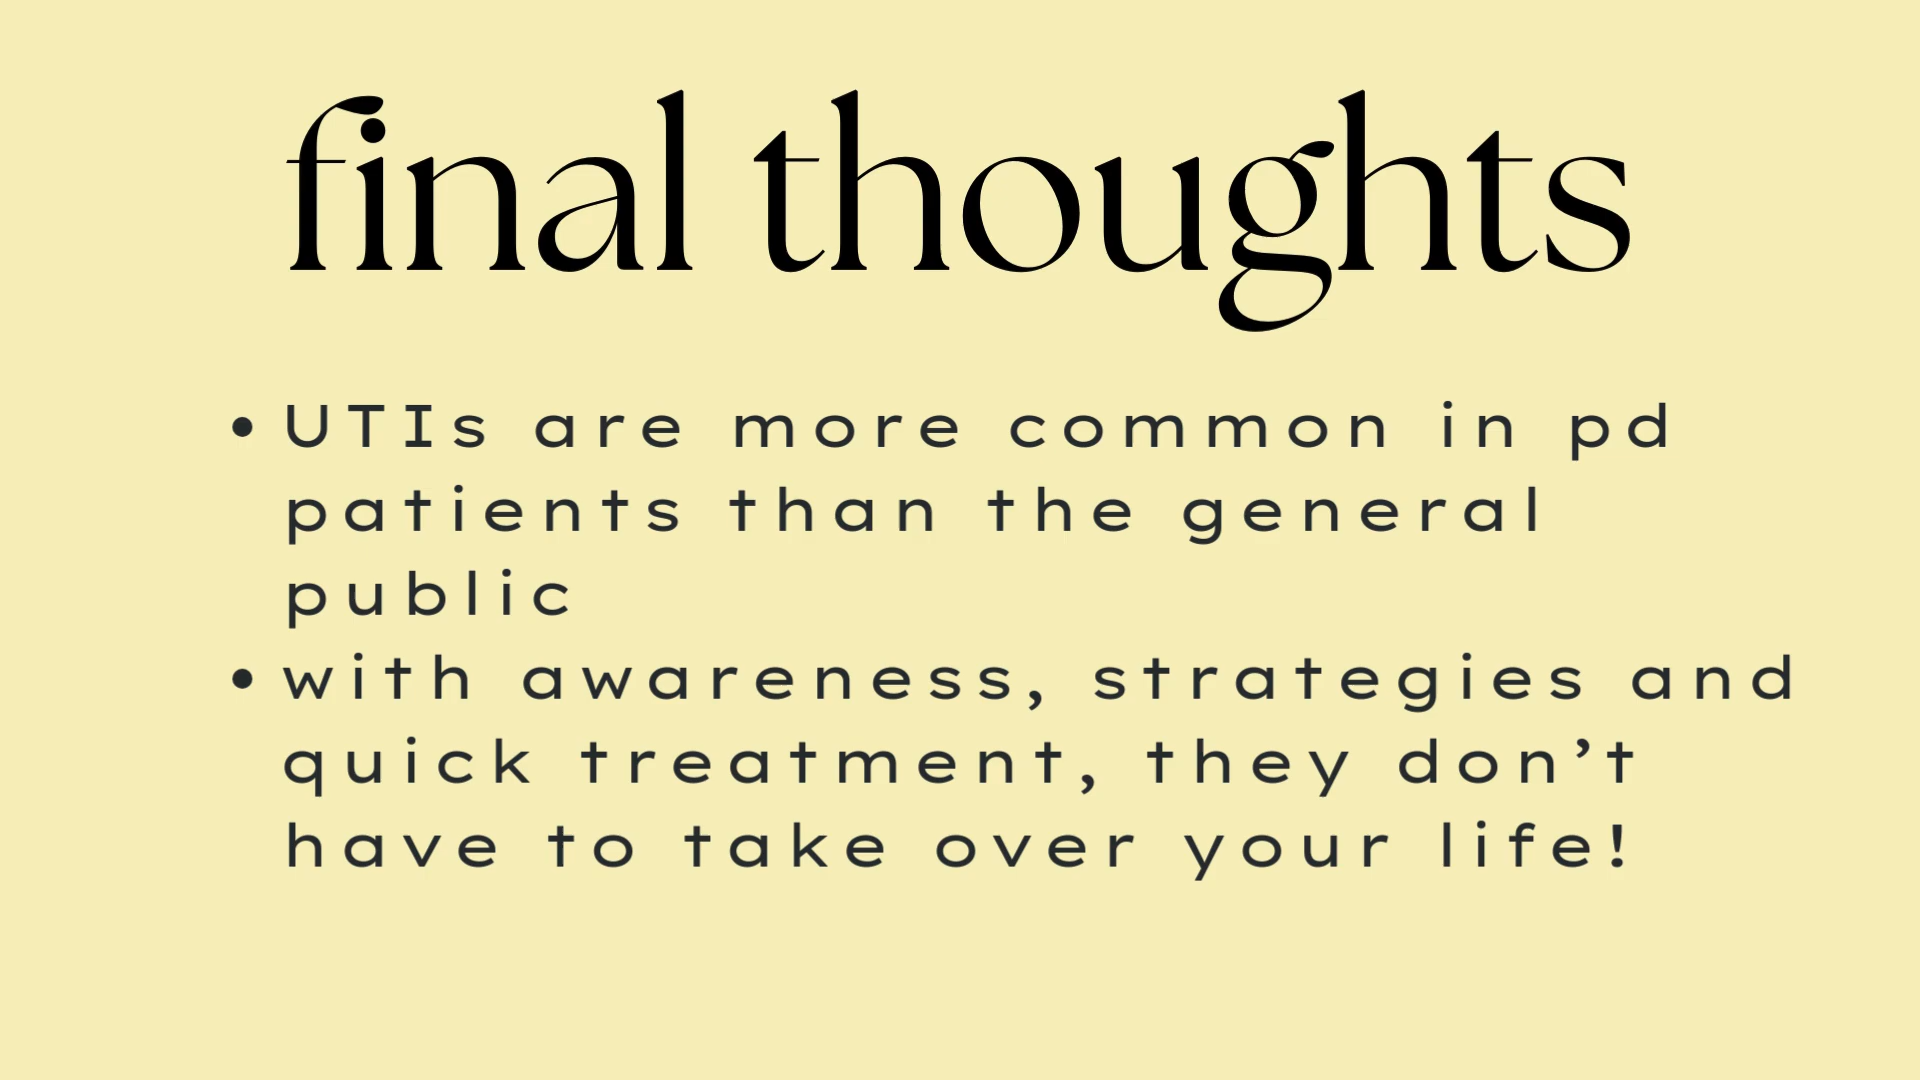 final thoughts
• UTIs are more common in pd
patients than the general
public
• with awareness, strategies and
quick treatment, they don’t
have to take over your life!